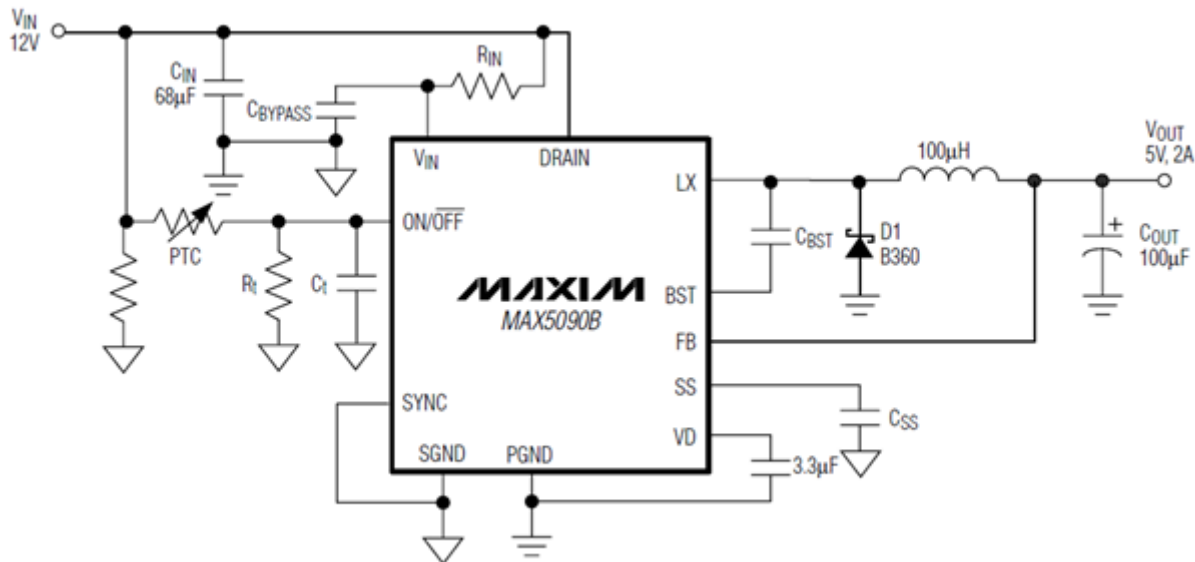 VIN
12V
CIN
68μF
CBYPASS
RIN
VIN
DRAIN
LX
100μH
VOUT
5V, 2A
PTC
ON/OFF
Rt
Ct
MAXIM
MAX5090B
CBST
D1
B360
COUT
100μF
+
BST
FB
SS
CSS
SYNC
VD
3.3μF
SGND
PGND